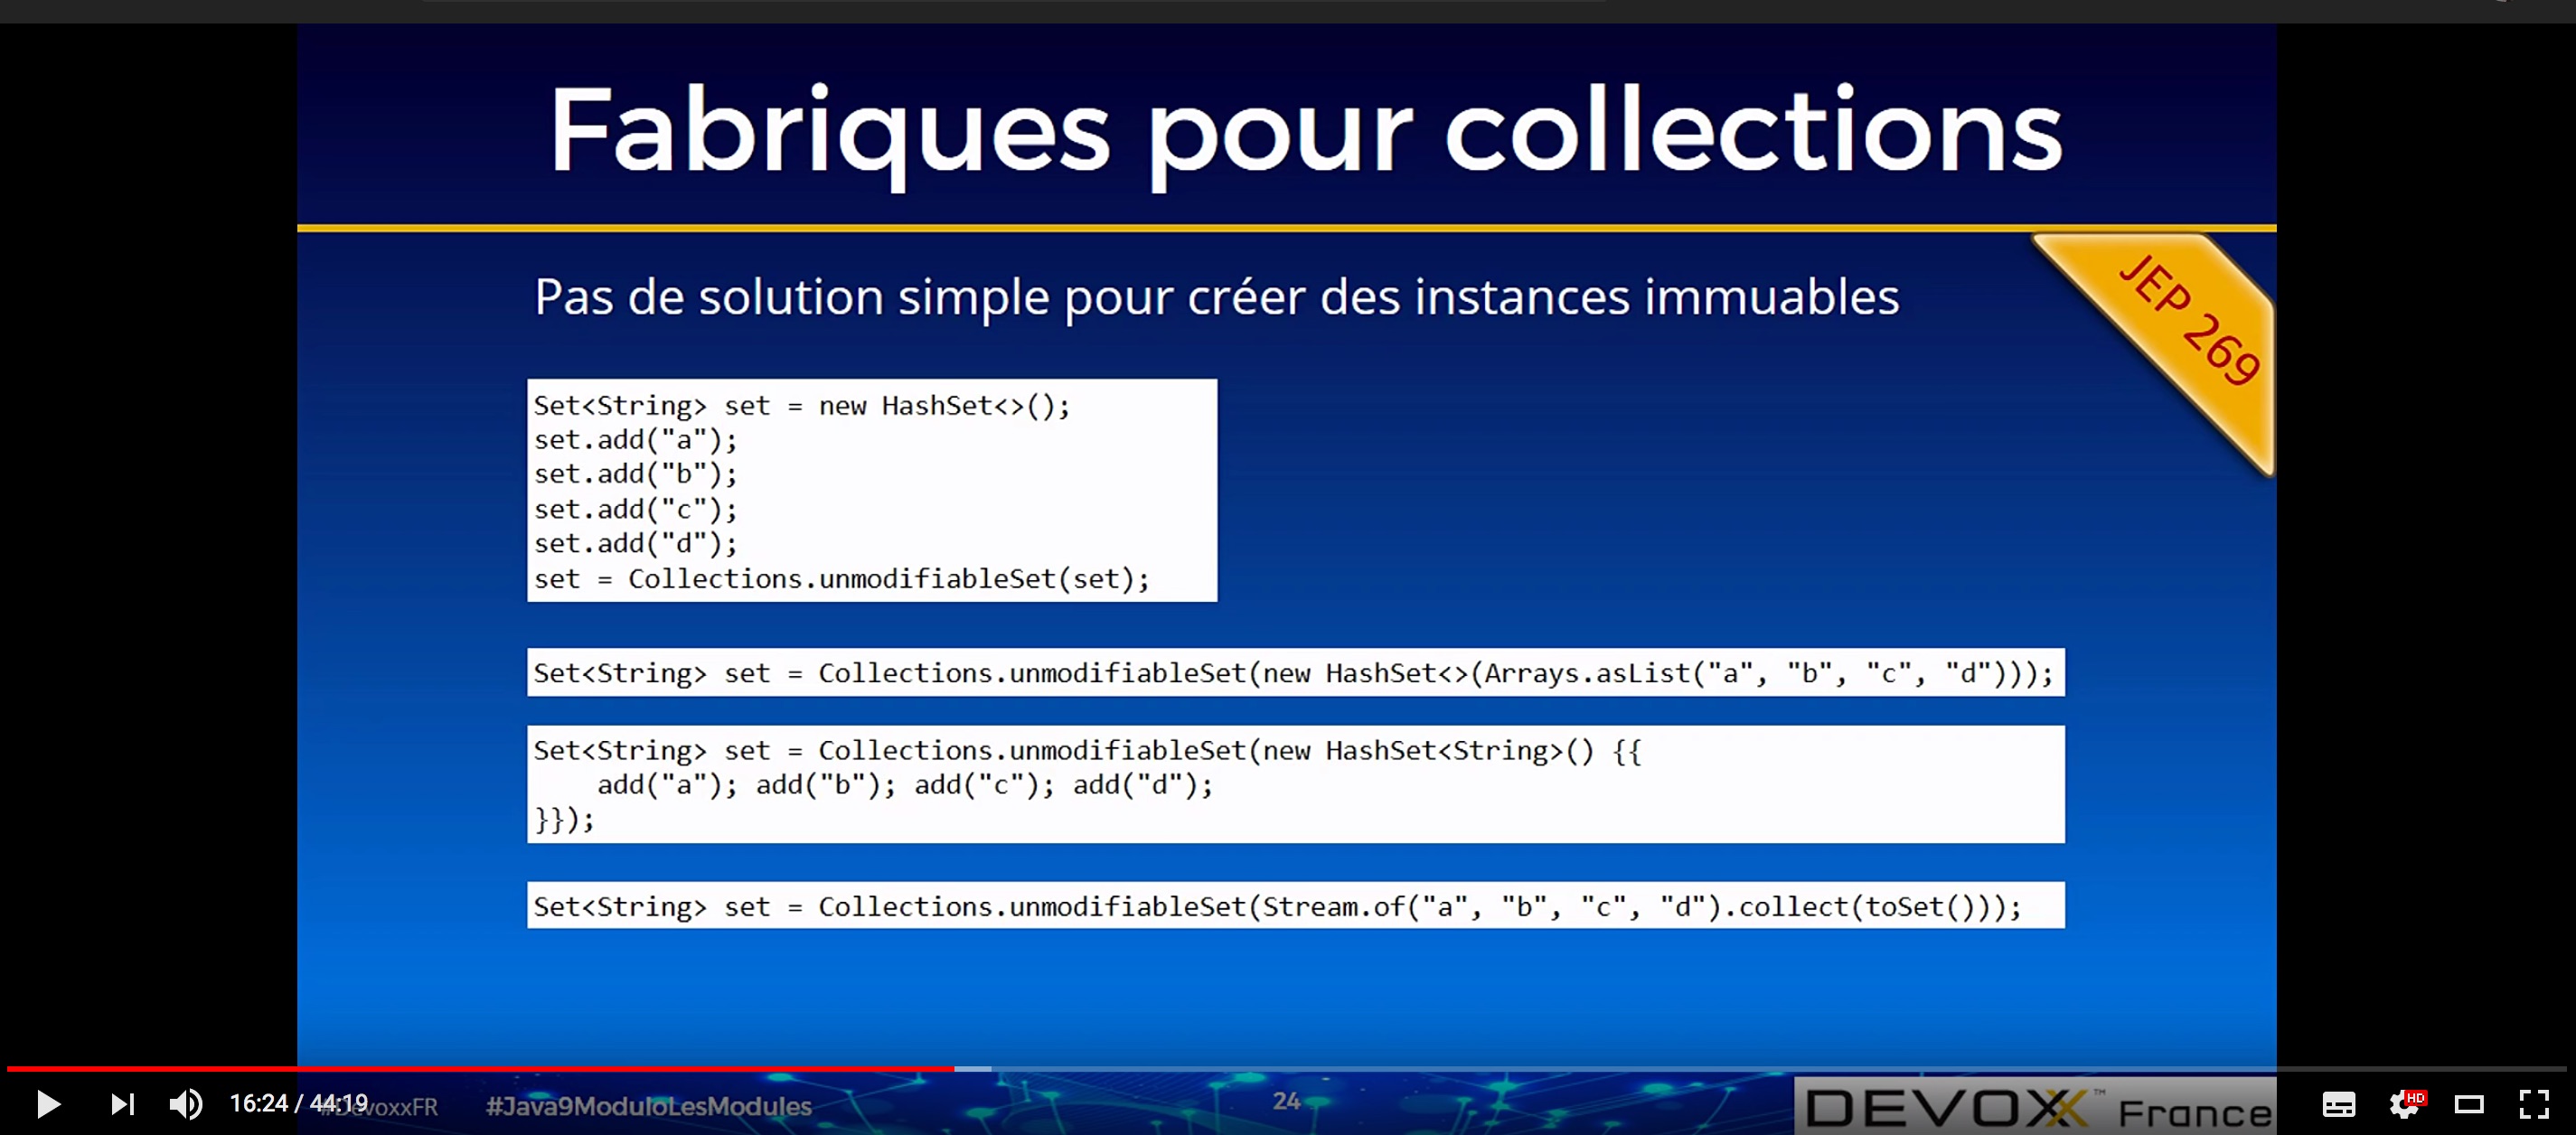 Fabriques pour collections
Pas de solution simple pour créer des instances immuables
JEP 269
Set<String> set = new HashSet<>();
set.add("a");
set.add("b");
set.add("c");
set.add("d");
set = Collections.unmodifiableSet(set);
Set<String> set = Collections.unmodifiableSet(new HashSet<>(Arrays.asList("a", "b", "c", "d")));
Set<String> set = Collections.unmodifiableSet(new HashSet<String>() {{
    add("a"); add("b"); add("c"); add("d");
}});
Set<String> set = Collections.unmodifiableSet(Stream.of("a", "b", "c", "d").collect(toSet()));
16:24 / 44:19
#DevoxxFR
#Java9ModuloLesModules
24
DEVOXX™ France
HD